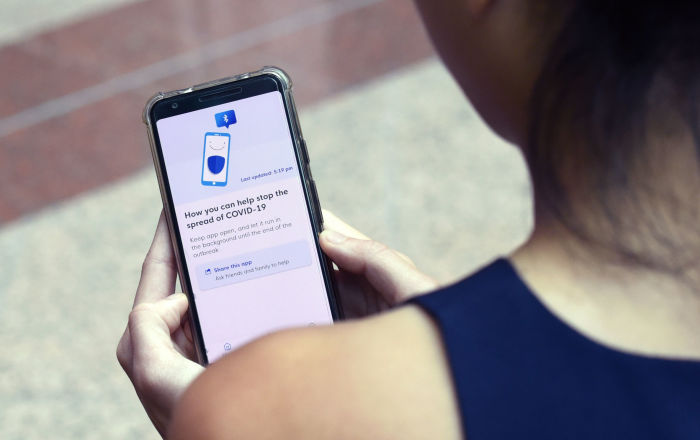 Last updated: 5:19 pm
How you can help stop the
spread of COVID-19
Keep app open, and let it run in
the background until the end of the
outbreak.
Share this app
Ask friends and family to help